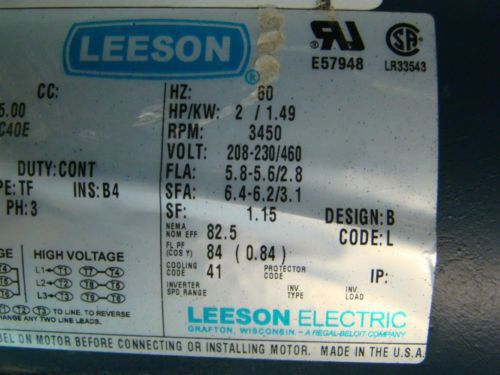 LEESON
®
E57948
LR33543
CC:
HZ: 60
5.00
HP/KW: 2 / 1.49
C40E
RPM: 3450
VOLT: 208-230/460
DUTY:CONT
FLA: 5.8-5.6/2.8
PE:TF INS:B4
SFA: 6.4-6.2/3.1
PH:3
SF: 1.15 DESIGN:B
NEMA NOM EFF 82.5 CODE:L
HIGH VOLTAGE
FL PF (COS Y) 84 ( 0.84)
L1 T1 T7 T4
COOLING CODE 41 PROTECTOR CODE IP:
L2 T2 T8 T5
L3 T3 T9 T6
INVERTER SPD RANGE INV. TYPE INV. LOAD
T1 T2 T3 TO LINE. TO REVERSE
CHANGE ANY TWO LINE LEADS.
LEESON ELECTRIC
GRAFTON, WISCONSIN. - A REGAL-BELOIT COMPANY
BEL ON MOTOR BEFORE CONNECTING OR INSTALLING MOTOR. MADE IN THE U.S.A.